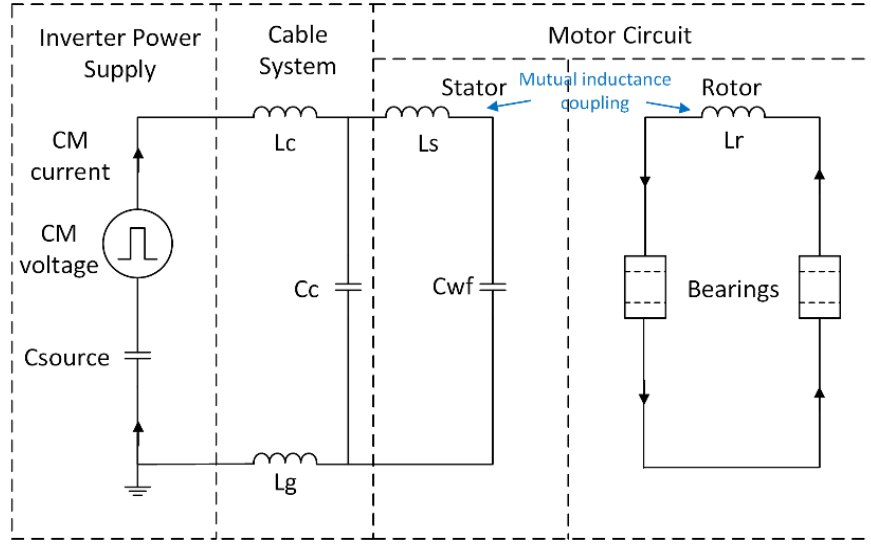 Inverter Power
Supply
Cable
System
Motor Circuit
Stator
Mutual inductance
coupling
Rotor
CM
current
Lc
Ls
Lr
CM
voltage
Cc
Cwf
Bearings
Csource
Lg